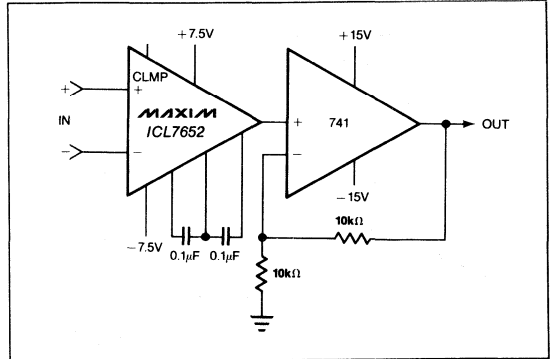 +7.5V
+15V
CLMP
+
+
MAXIM
ICL7652
IN
+
741
OUT
-
-
-
-15V
-7.5V
0.1μF 0.1μF
10kΩ
10kΩ